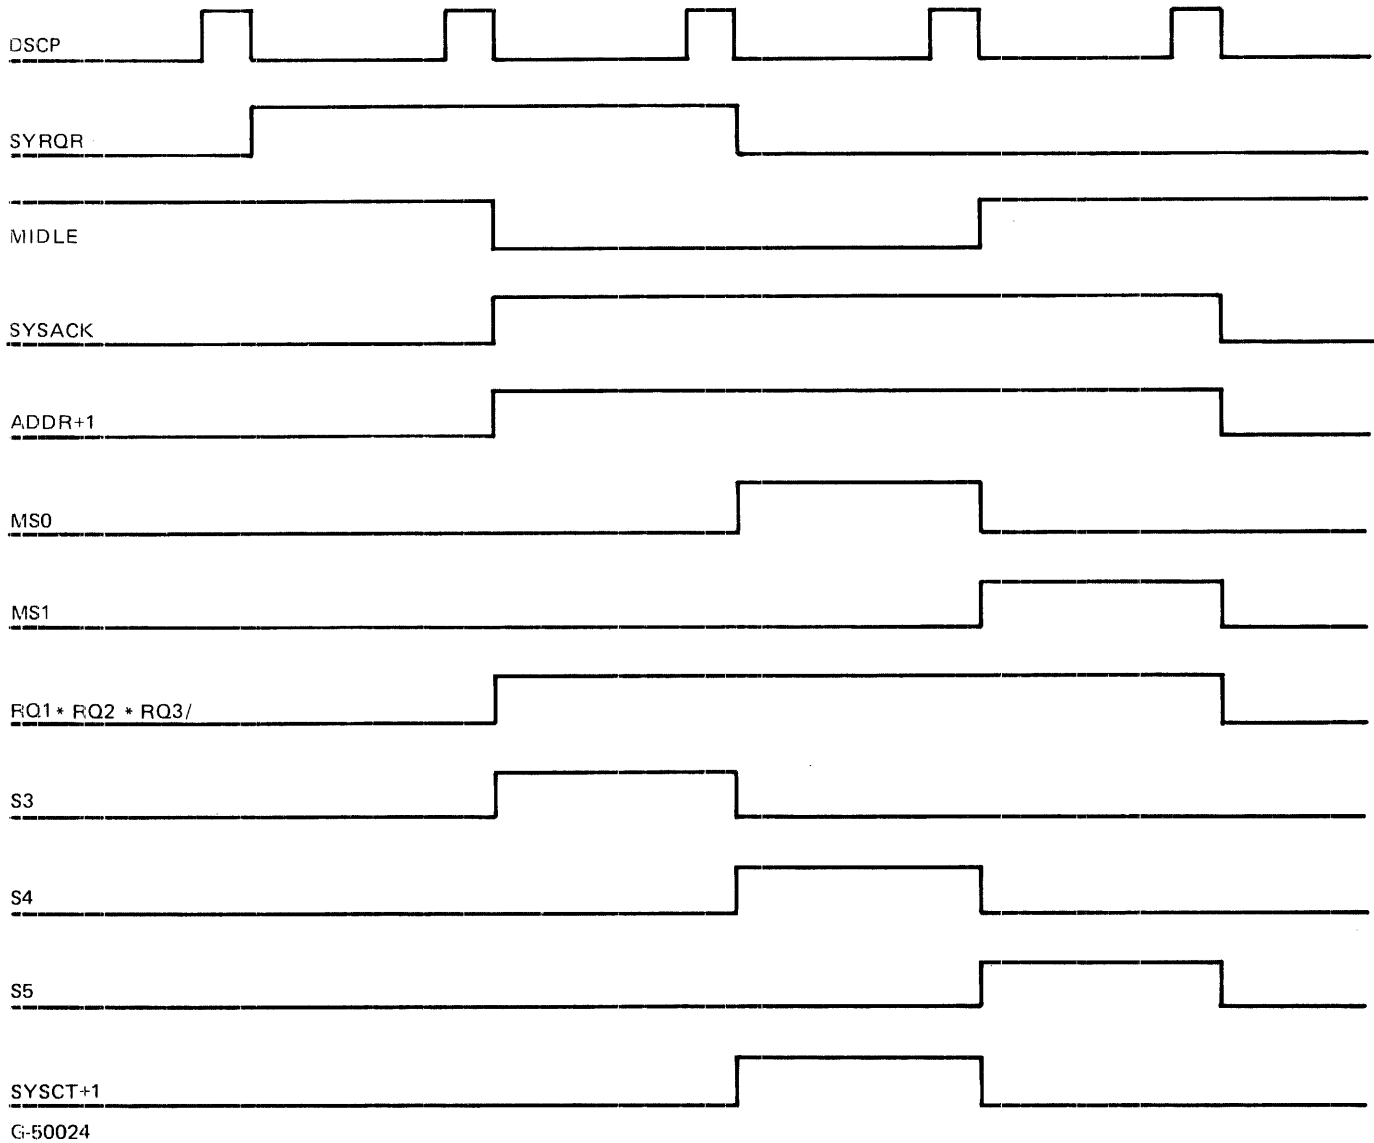 DSCP
SYRQR
MIDLE
SYSACK
ADDR+1
MS0
MS1
RQ1 * RQ2 * RQ3/
S3
S4
S5
SYSCT+1
G-50024